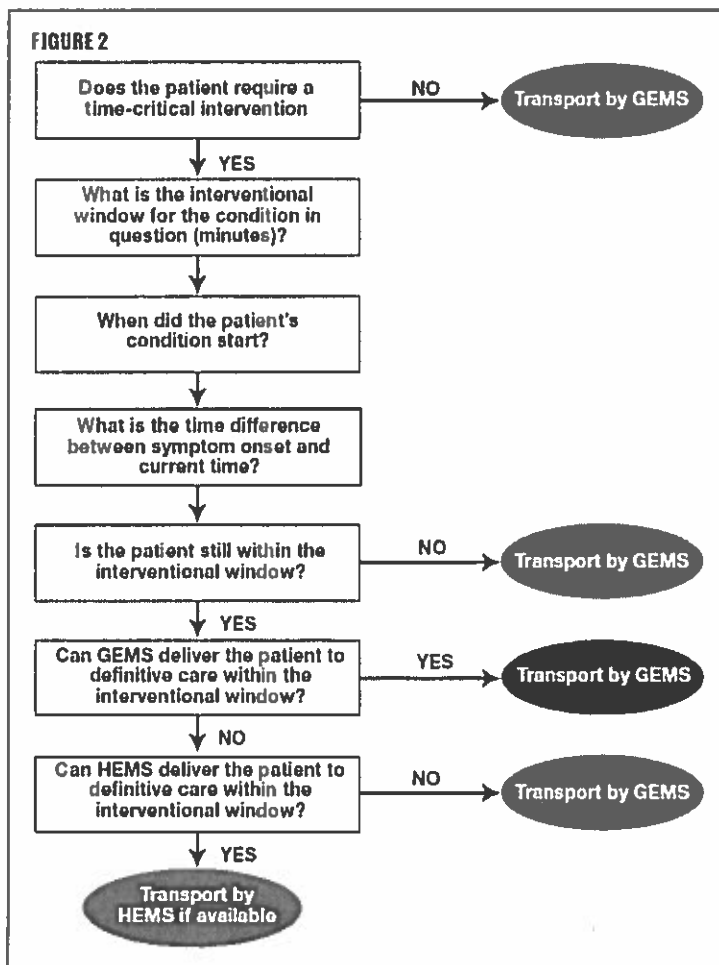 FIGURE 2
Does the patient require a
time-critical intervention
NO
Transport by GEMS
YES
What is the interventional
window for the condition in
question (minutes)?
When did the patient's
condition start?
What is the time difference
between symptom onset and
current time?
Is the patient still within the
interventional window?
NO
Transport by GEMS
YES
Can GEMS deliver the patient to
definitive care within the
interventional window?
YES
Transport by GEMS
NO
Can HEMS deliver the patient to
definitive care within the
interventional window?
NO
Transport by GEMS
YES
Transport by
HEMS if available